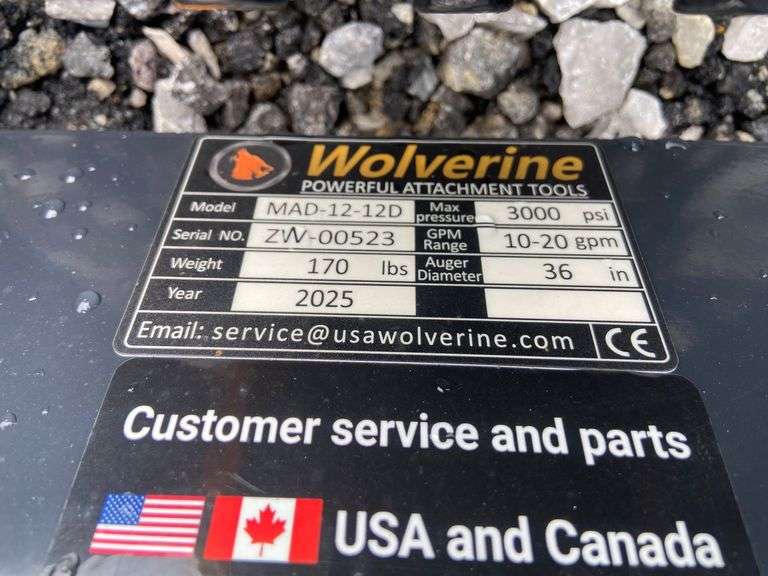 Wolverine
POWERFUL ATTACHMENT TOOLS
Model MAD-12-12D Max pressure 3000 psi
Serial NO. ZW-00523 GPM Range 10-20 gpm
Weight 170 lbs Auger Diameter 36 in
Year 2025
Email: service@usawolverine.com CE
Customer service and parts
USA and Canada